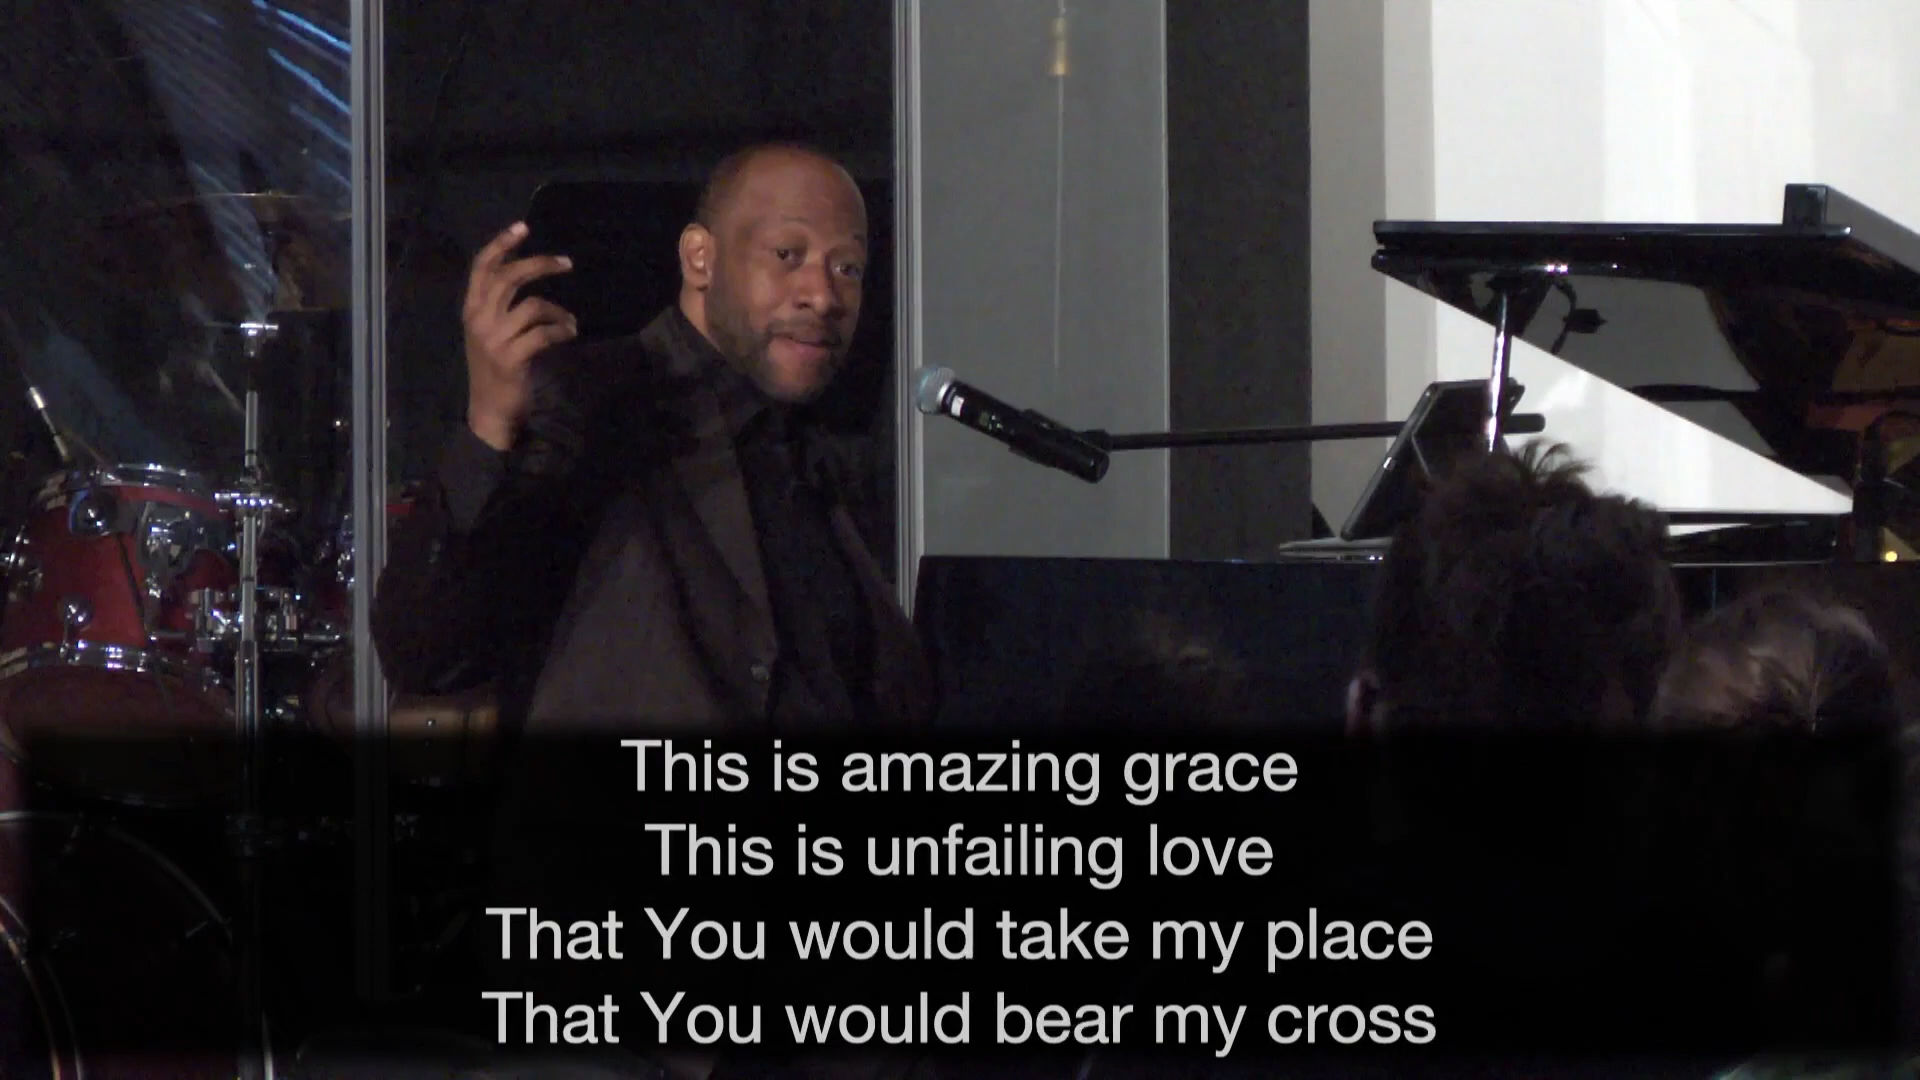 This is amazing grace
This is unfailing love
That You would take my place
That You would bear my cross